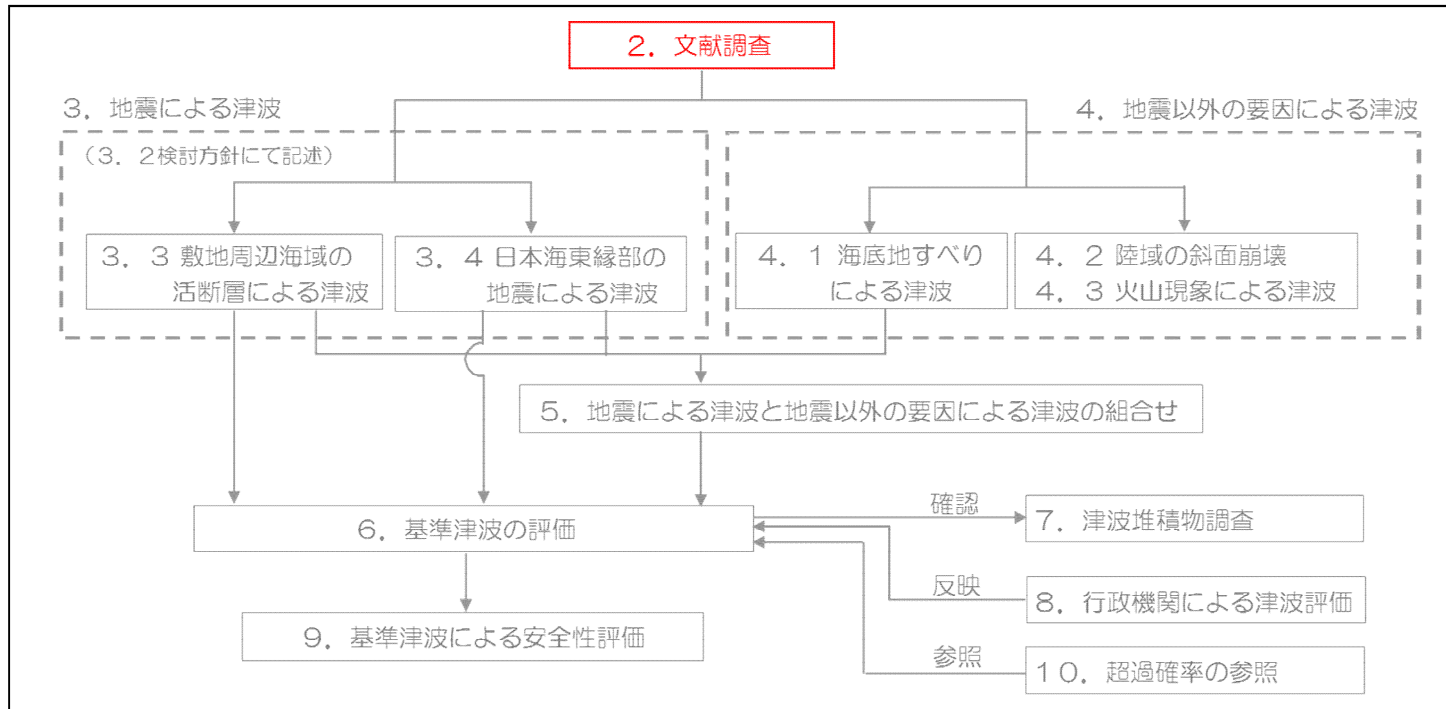 2．文献調査
3．地震による津波
4．地震以外の要因による津波
（3．2検討方針にて記述）
3．3 敷地周辺海域の
活断層による津波
3．4 日本海東縁部の
地震による津波
4．1 海底地すべり
による津波
4．2 陸域の斜面崩壊
4．3 火山現象による津波
5．地震による津波と地震以外の要因による津波の組合せ
6．基準津波の評価
確認
7．津波堆積物調査
反映
8．行政機関による津波評価
9．基準津波による安全性評価
参照
10．超過確率の参照